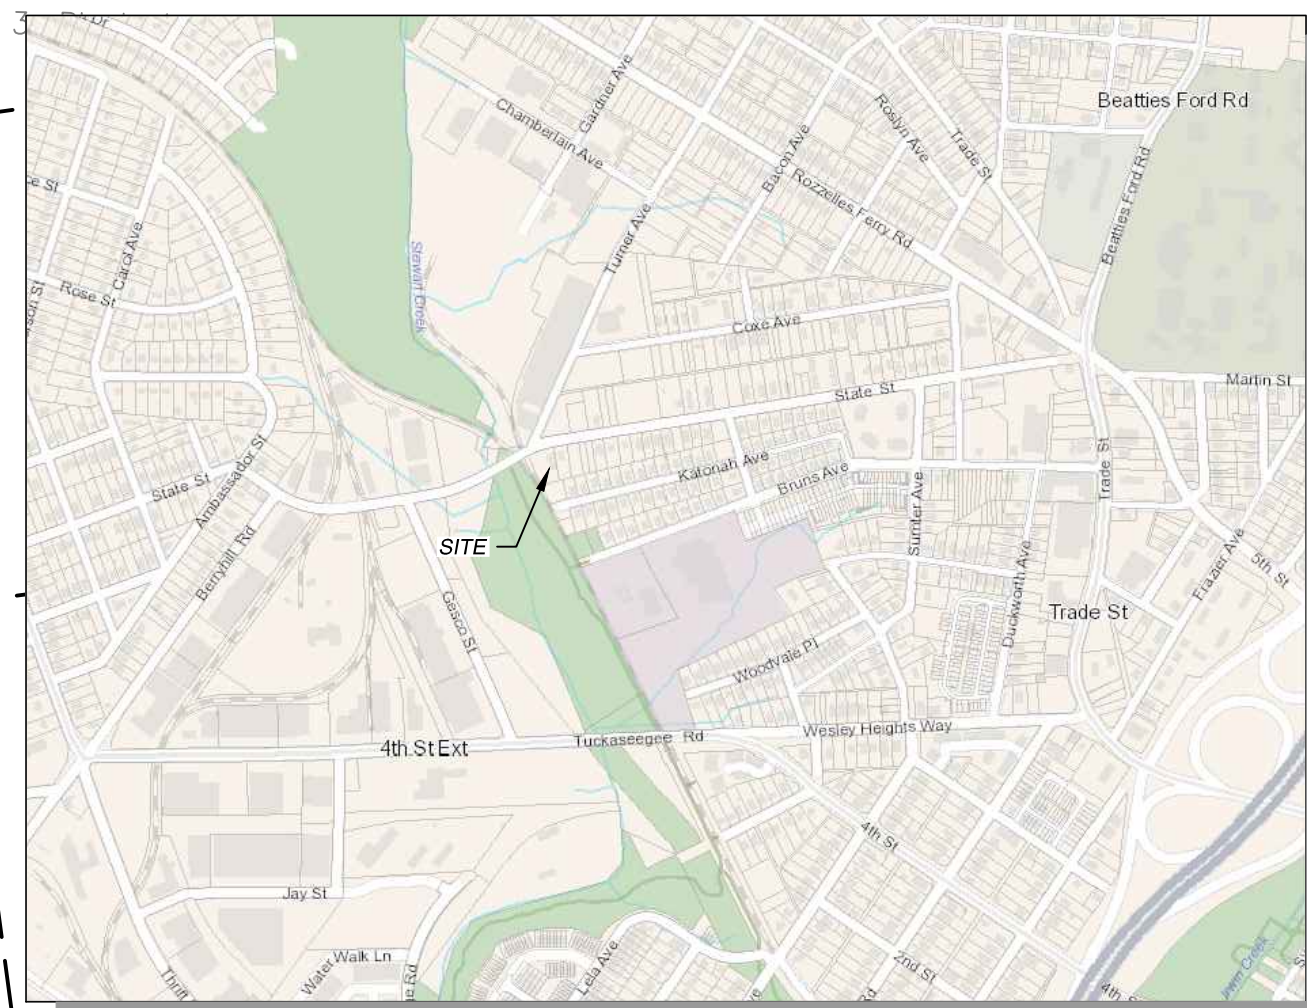 Beatties Ford Rd
Gardner Ave
Chamberlain Ave
Roslyn Ave
Trade St
Bacon Ave
Rozzelles Ferry Rd
Beatties Ford Rd
Turner Ave
Carol Ave
Rose St
Stewart Creek
Coxe Ave
State St
Martin St
Ambassador St
State St
Katonah Ave
Bruns Ave
Trade St
Sumter Ave
SITE
Berryhill Rd
Gesco St
Duckworth Ave
Frazier Ave
5th St
Trade St
Woodvale Pl
Wesley Heights Way
Tuckaseegee Rd
4th St Ext
4th St
Jay St
Water Walk Ln
Lela Ave
2nd St
Irwin Creek
Thrift
Rd
4th